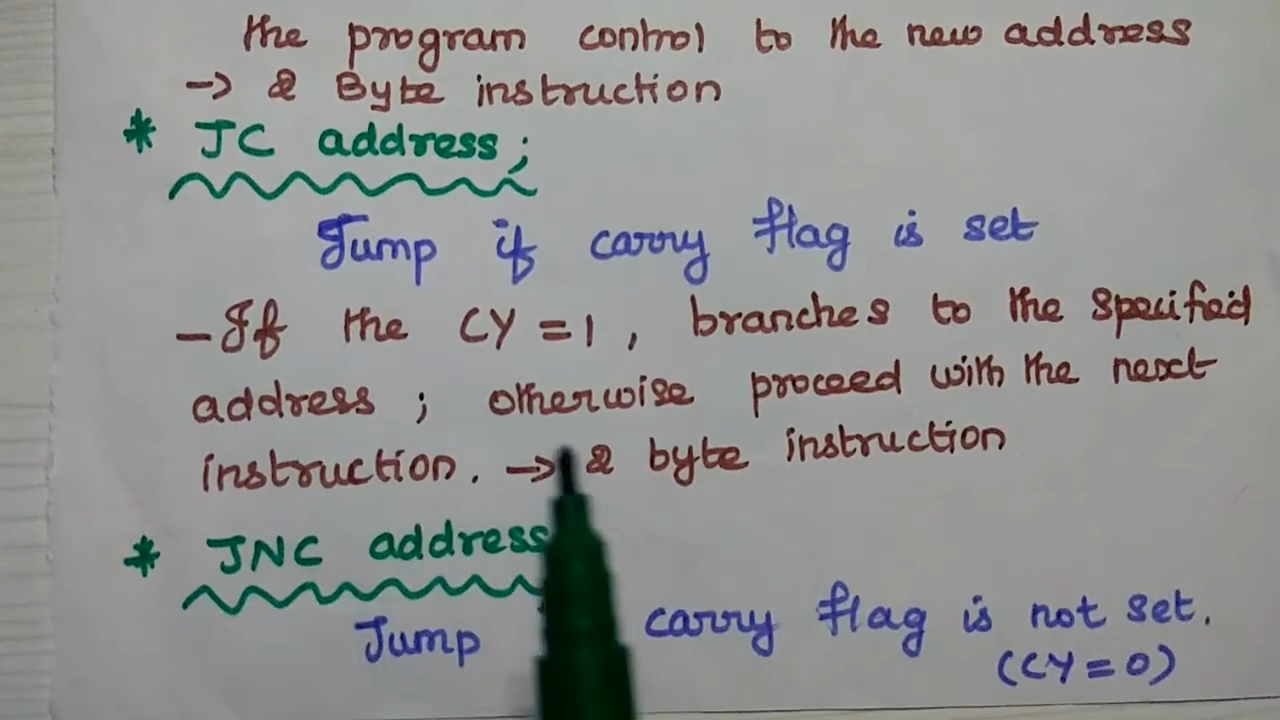 the program control to the new address
→ 2 Byte instruction
* JC address;
Jump if carry flag is set
- If the CY = 1, branches to the specified
address ; otherwise proceed with the next
instruction. → 2 byte instruction
* JNC address
Jump carry flag is not set.
(CY = 0)